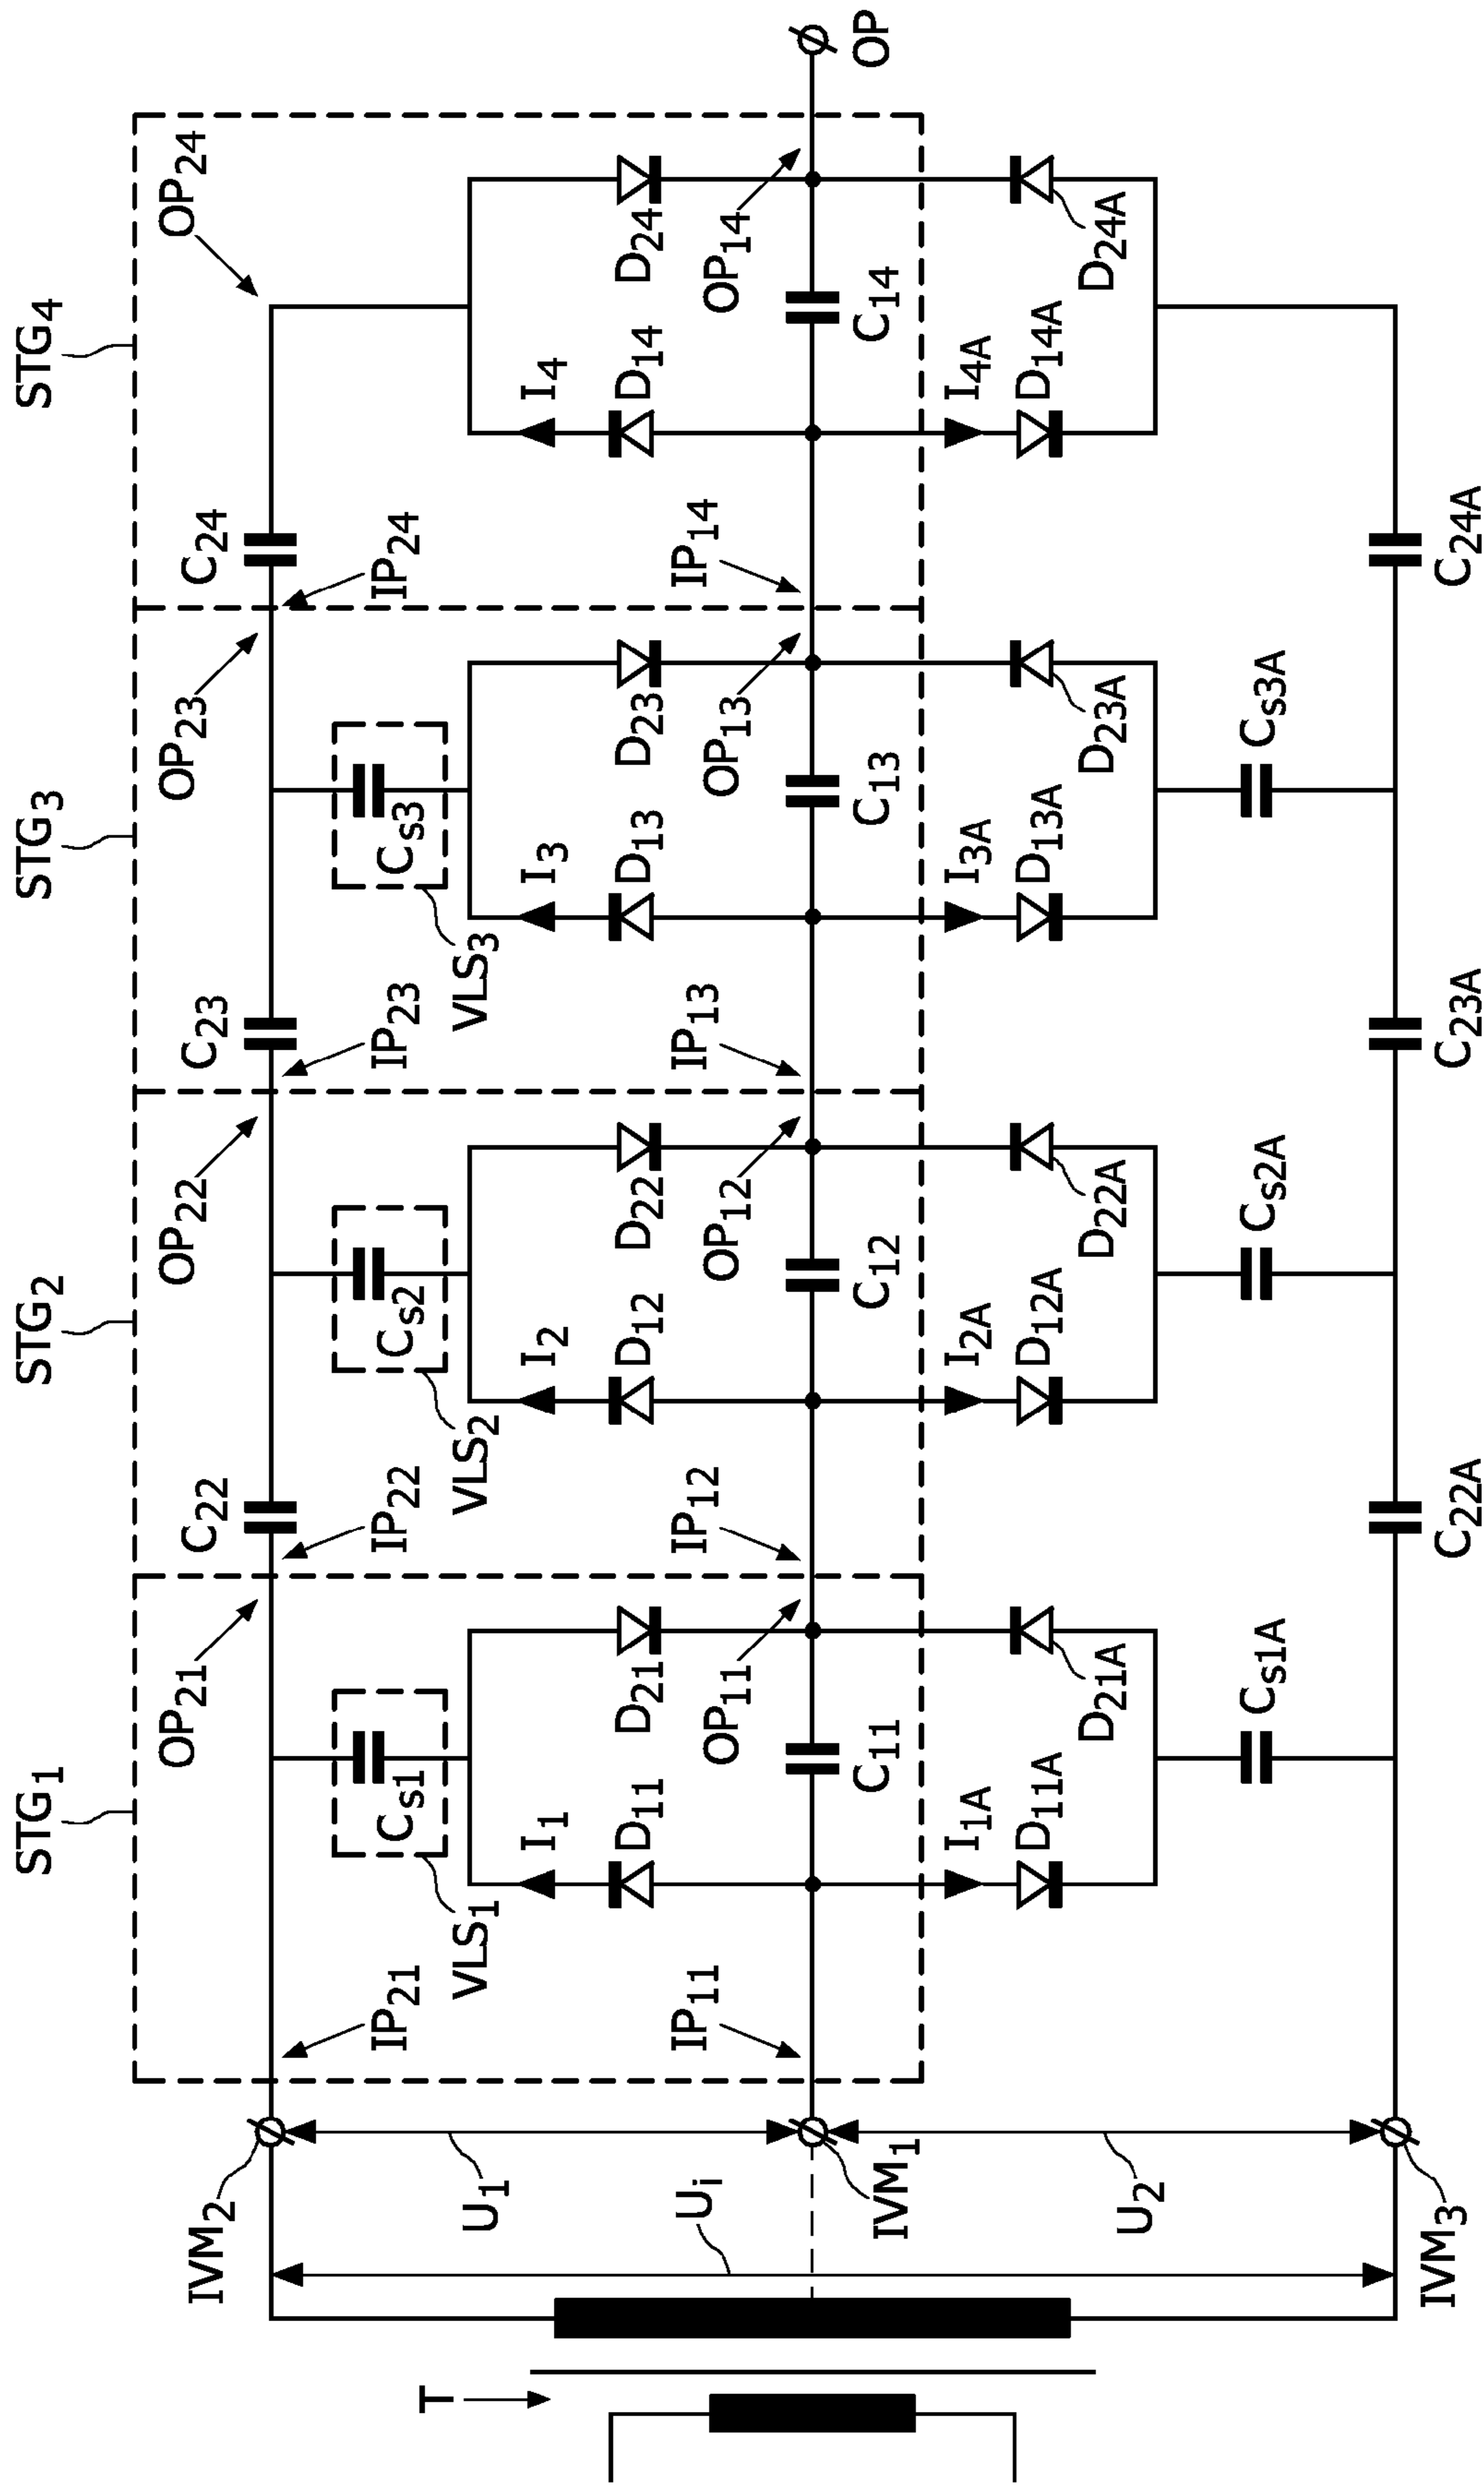 STG₁
STG₂
STG₃
STG₄
OP₂₁
C₂₂
OP₂₂
C₂₃
OP₂₃
C₂₄
OP₂₄
IVM₂
IP₂₁
Cₛ₁
IP₂₂
Cₛ₂
IP₂₃
Cₛ₃
IP₂₄
VLS₁
VLS₂
VLS₃
T
U₁
I₁
I₂
I₃
I₄
D₁₁
D₂₁
D₁₂
D₂₂
D₁₃
D₂₃
D₁₄
D₂₄
Uᵢ
IP₁₁
OP₁₁
IP₁₂
OP₁₂
IP₁₃
OP₁₃
IP₁₄
OP₁₄
IVM₁
C₁₁
C₁₂
C₁₃
C₁₄
OP
I₁A
I₂A
I₃A
I₄A
D₁₁A
D₂₁A
D₁₂A
D₂₂A
D₁₃A
D₂₃A
D₁₄A
D₂₄A
U₂
Cₛ₁A
Cₛ₂A
Cₛ₃A
IVM₃
C₂₂A
C₂₃A
C₂₄A